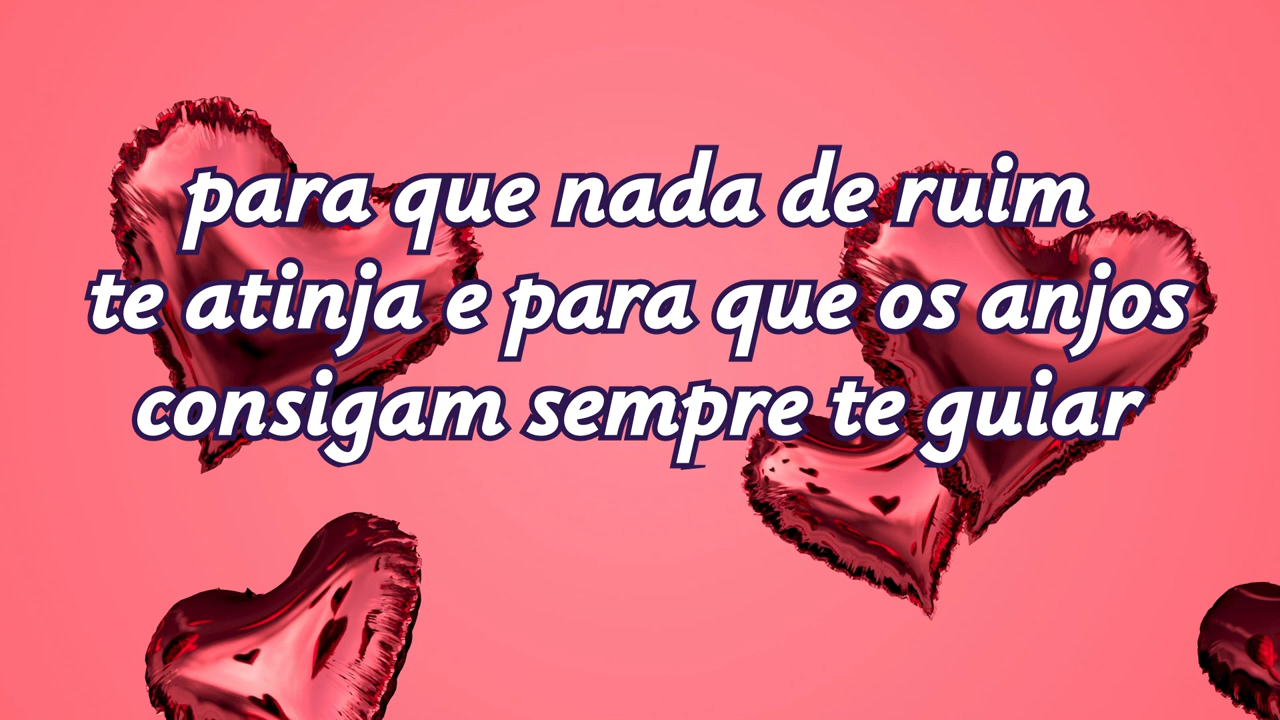 para que nada de ruim
te atinja e para que os anjos
consigam sempre te guiar